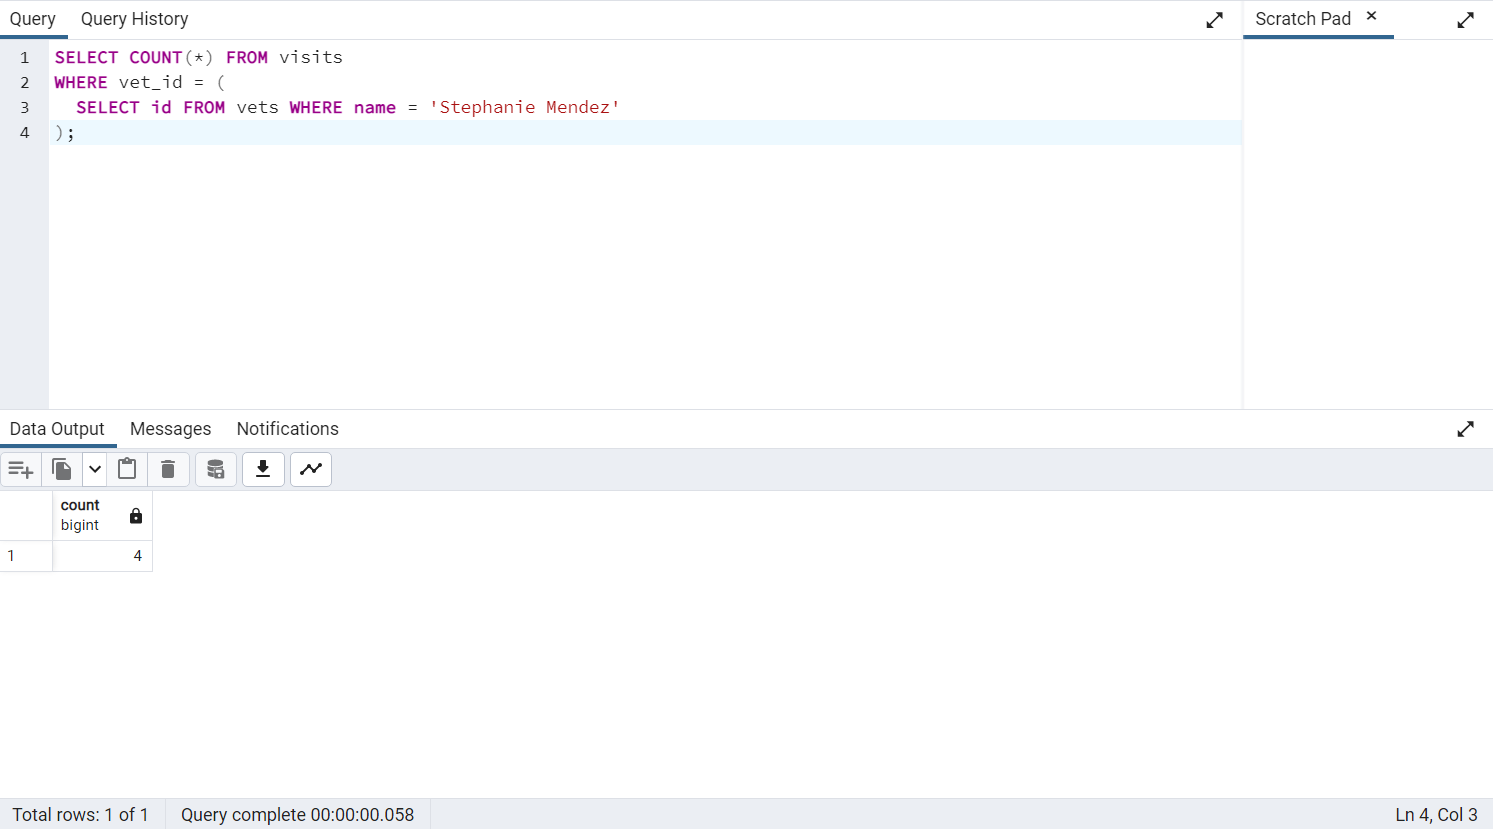 Query Query History Scratch Pad
1 SELECT COUNT(*) FROM visits
2 WHERE vet_id = (
3 SELECT id FROM vets WHERE name = 'Stephanie Mendez'
4 );
Data Output Messages Notifications
count
bigint
1 4
Total rows: 1 of 1 Query complete 00:00:00.058 Ln 4, Col 3